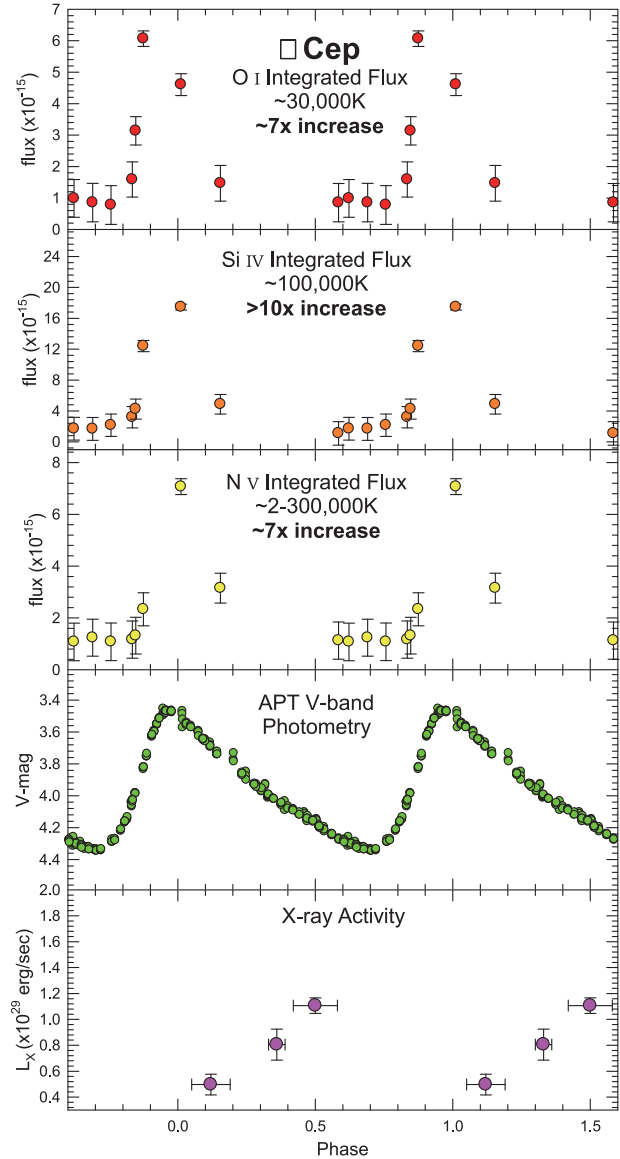 □ Cep
O I Integrated Flux
~30,000K
~7x increase
flux (x10⁻¹⁵)
7
6
5
4
3
2
1
0
Si IV Integrated Flux
~100,000K
>10x increase
flux (x10⁻¹⁵)
24
20
16
12
8
4
0
N V Integrated Flux
~2-300,000K
~7x increase
flux (x10⁻¹⁵)
8
6
4
2
0
APT V-band
Photometry
V-mag
3.4
3.6
3.8
4.0
4.2
4.4
X-ray Activity
L_X (x10²⁹ erg/sec)
2.0
1.8
1.6
1.4
1.2
1.0
0.8
0.6
0.4
0.0
0.5
1.0
1.5
Phase